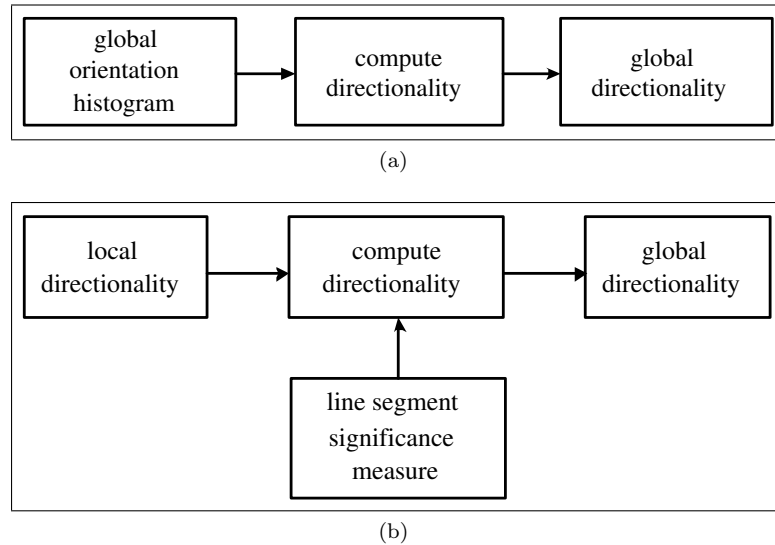 global
orientation
histogram
compute
directionality
global
directionality
(a)
local
directionality
compute
directionality
global
directionality
line segment
significance
measure
(b)